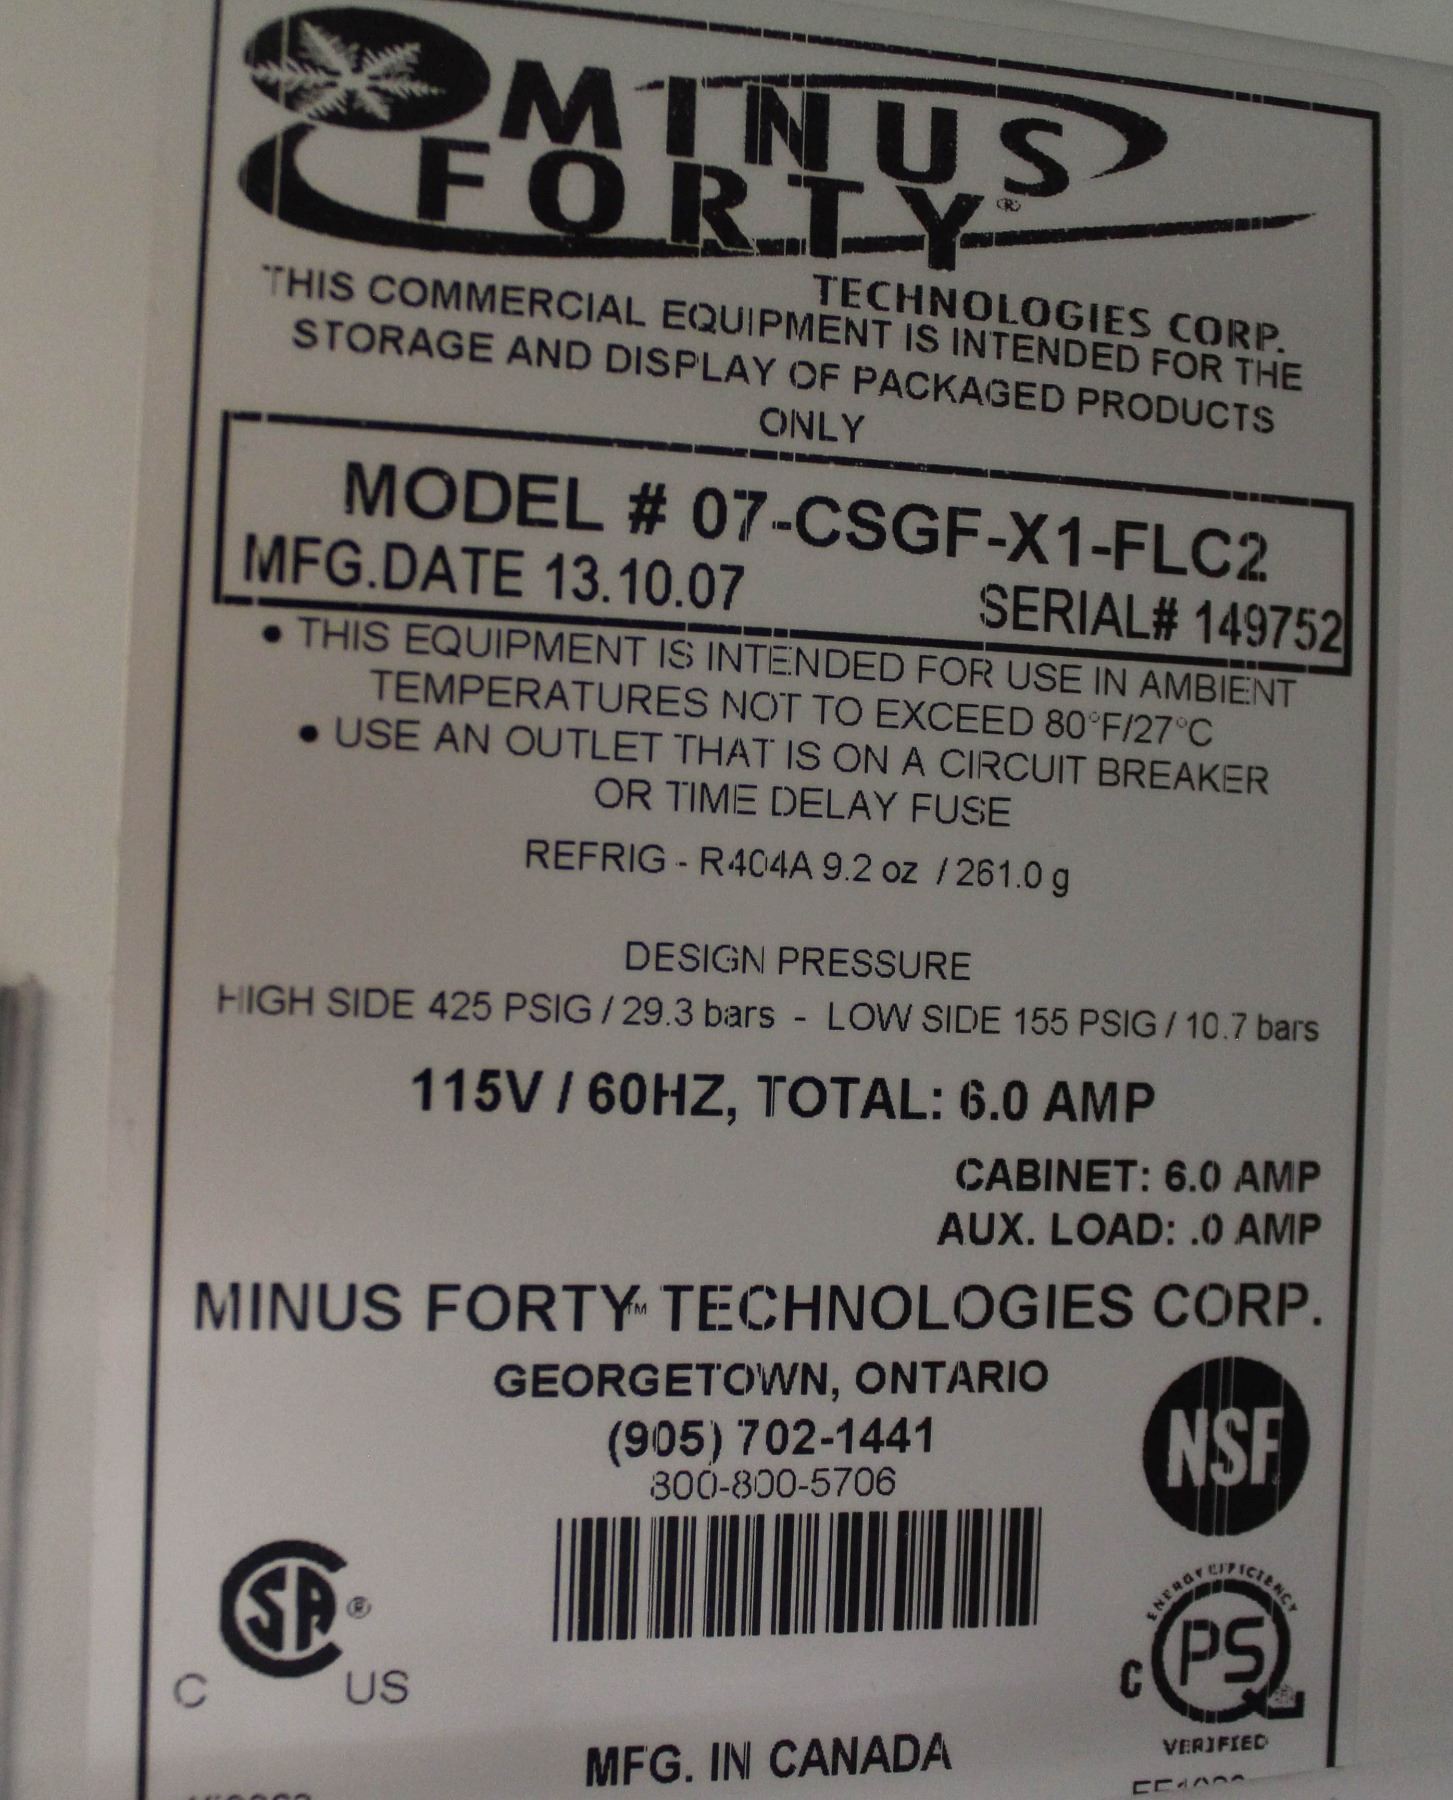 MINUS
FORTY®
TECHNOLOGIES CORP.
THIS COMMERCIAL EQUIPMENT IS INTENDED FOR THE
STORAGE AND DISPLAY OF PACKAGED PRODUCTS
ONLY
MODEL # 07-CSGF-X1-FLC2
MFG.DATE 13.10.07 SERIAL# 149752
• THIS EQUIPMENT IS INTENDED FOR USE IN AMBIENT
TEMPERATURES NOT TO EXCEED 80°F/27°C
• USE AN OUTLET THAT IS ON A CIRCUIT BREAKER
OR TIME DELAY FUSE
REFRIG - R404A 9.2 oz / 261.0 g
DESIGN PRESSURE
HIGH SIDE 425 PSIG / 29.3 bars - LOW SIDE 155 PSIG / 10.7 bars
115V / 60HZ, TOTAL: 6.0 AMP
CABINET: 6.0 AMP
AUX. LOAD: .0 AMP
MINUS FORTY™ TECHNOLOGIES CORP.
GEORGETOWN, ONTARIO
(905) 702-1441
800-800-5706
NSF
SA®
C US
ENERGY EFFICIENCY
C PS
VERIFIED
MFG. IN CANADA